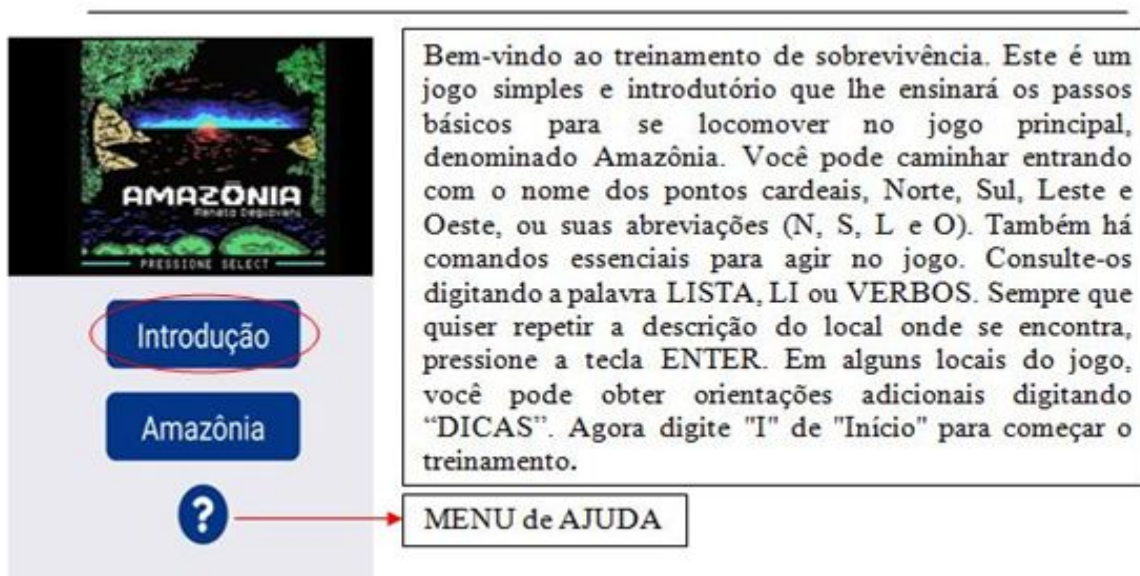 AMAZÔNIA
Renato Degiovani
PRESSIONE SELECT
Introdução
Amazônia
?
Bem-vindo ao treinamento de sobrevivência. Este é um
jogo simples e introdutório que lhe ensinará os passos
básicos para se locomover no jogo principal,
denominado Amazônia. Você pode caminhar entrando
com o nome dos pontos cardeais, Norte, Sul, Leste e
Oeste, ou suas abreviações (N, S, L e O). Também há
comandos essenciais para agir no jogo. Consulte-os
digitando a palavra LISTA, LI ou VERBOS. Sempre que
quiser repetir a descrição do local onde se encontra,
pressione a tecla ENTER. Em alguns locais do jogo,
você pode obter orientações adicionais digitando
“DICAS”. Agora digite "I" de "Início" para começar o
treinamento.
MENU de AJUDA